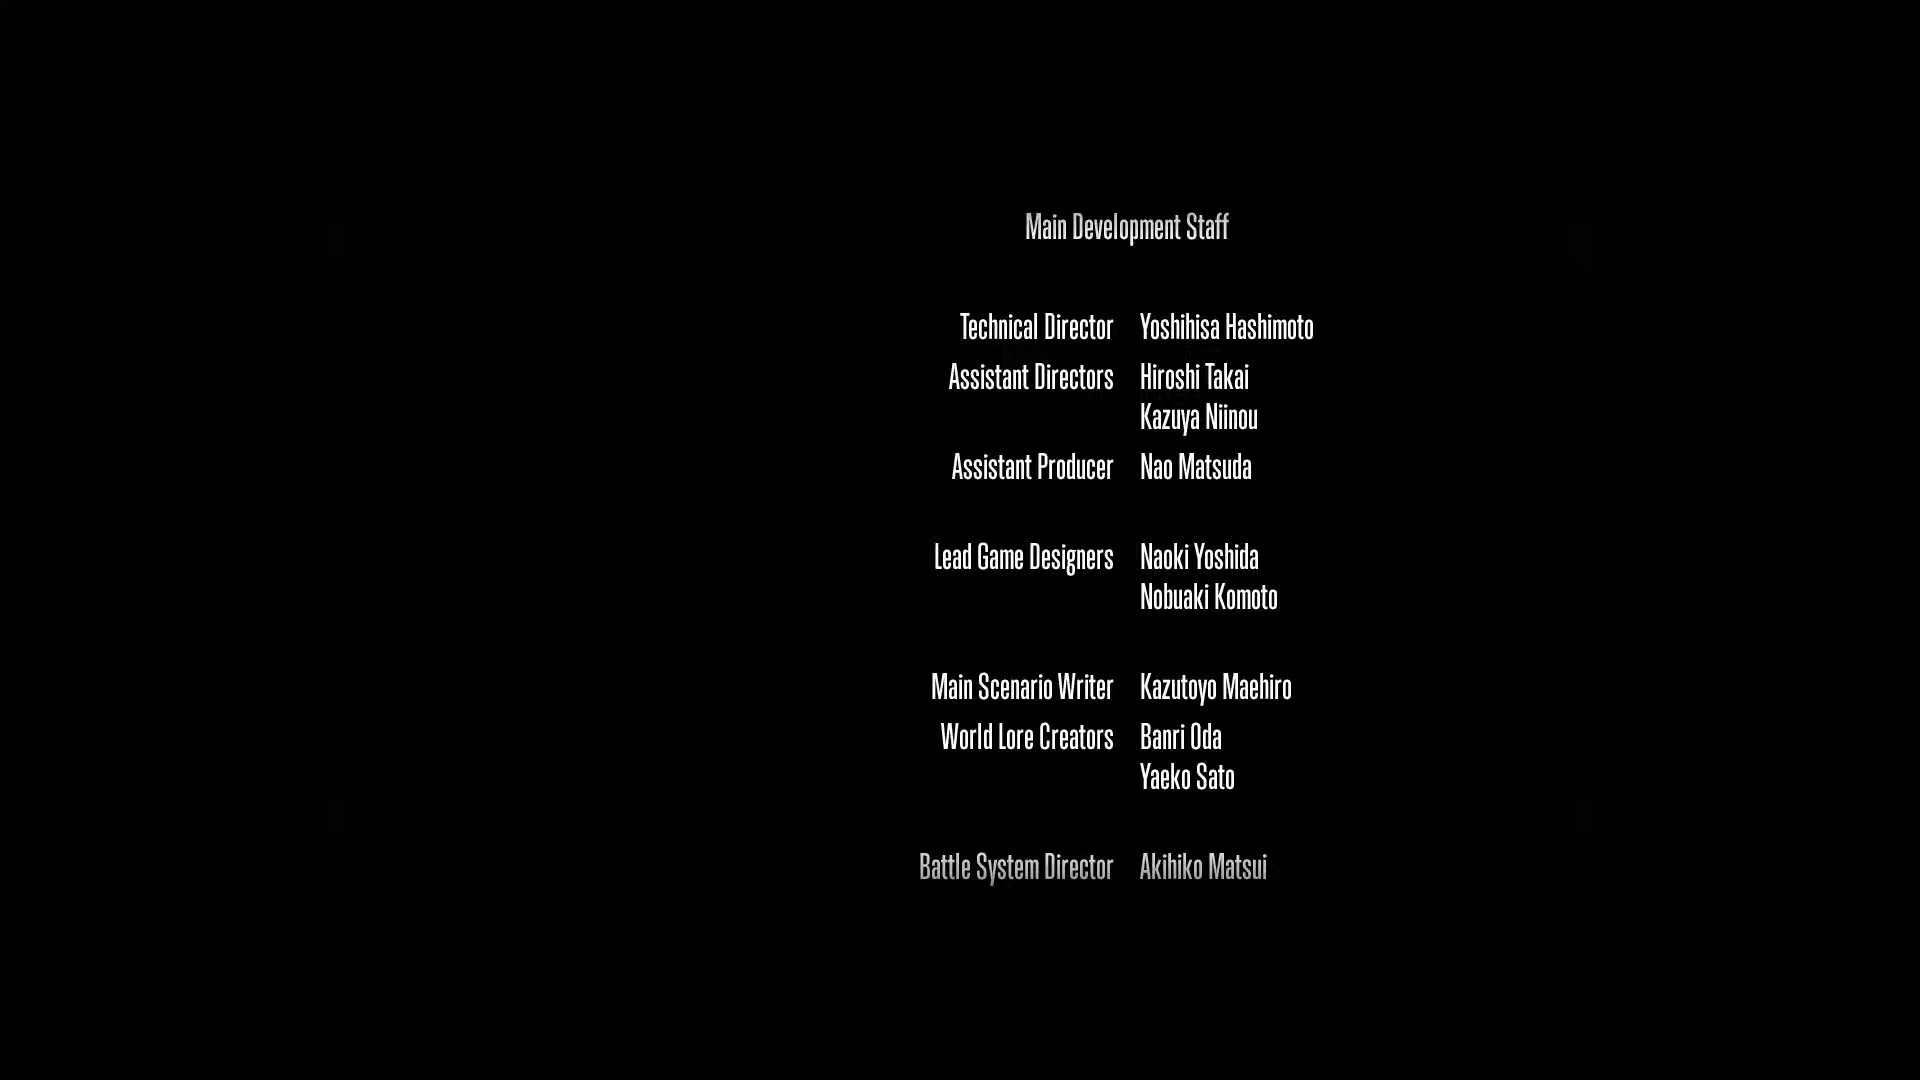 Main Development Staff
Technical Director Yoshihisa Hashimoto
Assistant Directors Hiroshi Takai
Kazuya Niinou
Assistant Producer Nao Matsuda
Lead Game Designers Naoki Yoshida
Nobuaki Komoto
Main Scenario Writer Kazutoyo Maehiro
World Lore Creators Banri Oda
Yaeko Sato
Battle System Director Akihiko Matsui